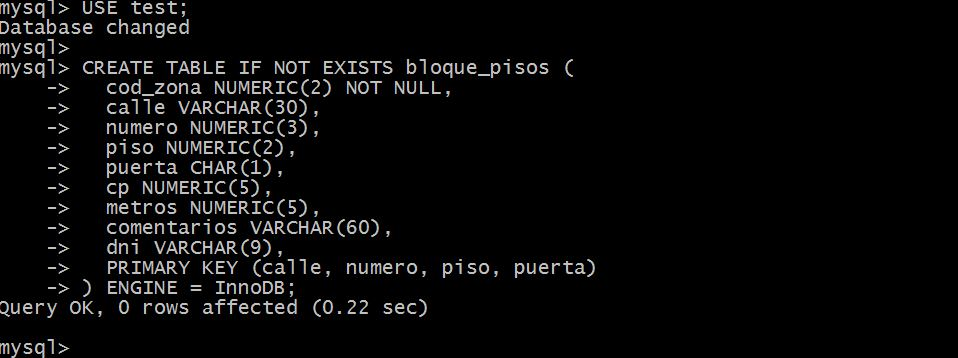 mysql> USE test;
Database changed
mysql>
mysql> CREATE TABLE IF NOT EXISTS bloque_pisos (
    ->   cod_zona NUMERIC(2) NOT NULL,
    ->   calle VARCHAR(30),
    ->   numero NUMERIC(3),
    ->   piso NUMERIC(2),
    ->   puerta CHAR(1),
    ->   cp NUMERIC(5),
    ->   metros NUMERIC(5),
    ->   comentarios VARCHAR(60),
    ->   dni VARCHAR(9),
    ->   PRIMARY KEY (calle, numero, piso, puerta)
    -> ) ENGINE = InnoDB;
Query OK, 0 rows affected (0.22 sec)
mysql>